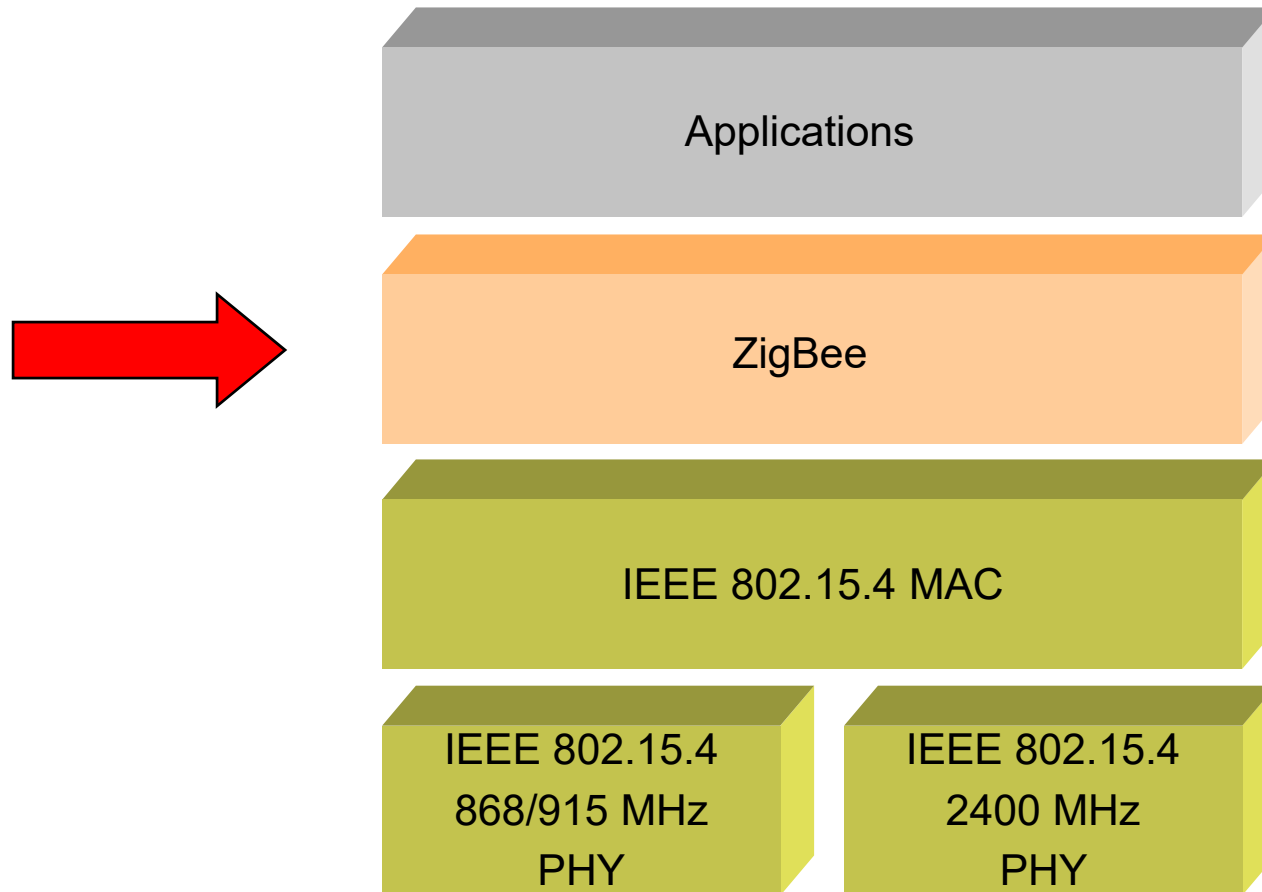 Applications
ZigBee
IEEE 802.15.4 MAC
IEEE 802.15.4
868/915 MHz
PHY
IEEE 802.15.4
2400 MHz
PHY